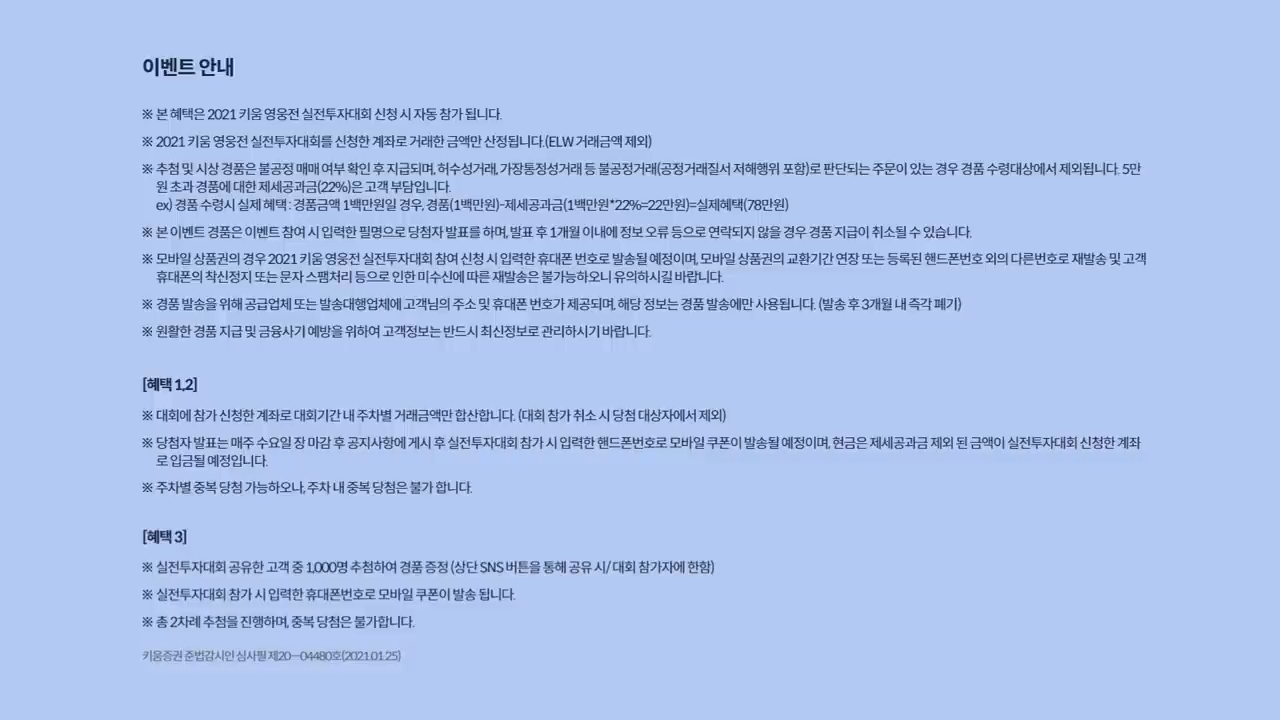 이벤트 안내
※ 본 혜택은 2021 키움 영웅전 실전투자대회 신청 시 자동 참가 됩니다.
※ 2021 키움 영웅전 실전투자대회를 신청한 계좌로 거래한 금액만 산정됩니다.(ELW 거래금액 제외)
※ 추첨 및 시상 경품은 불공정 매매 여부 확인 후 지급되며, 허수성거래, 가장통정성거래 등 불공정거래(공정거래질서 저해행위 포함)로 판단되는 주문이 있는 경우 경품 수령대상에서 제외됩니다. 5만
원 초과 경품에 대한 제세공과금(22%)은 고객 부담입니다.
ex) 경품 수령시 실제 혜택 : 경품금액 1백만원일 경우, 경품(1백만원)-제세공과금(1백만원*22%=22만원)=실제혜택(78만원)
※ 본 이벤트 경품은 이벤트 참여 시 입력한 필명으로 당첨자 발표를 하며, 발표 후 1개월 이내에 정보 오류 등으로 연락되지 않을 경우 경품 지급이 취소될 수 있습니다.
※ 모바일 상품권의 경우 2021 키움 영웅전 실전투자대회 참여 신청 시 입력한 휴대폰 번호로 발송될 예정이며, 모바일 상품권의 교환기간 연장 또는 등록된 핸드폰번호 외의 다른번호로 재발송 및 고객
휴대폰의 착신정지 또는 문자 스팸처리 등으로 인한 미수신에 따른 재발송은 불가능하오니 유의하시길 바랍니다.
※ 경품 발송을 위해 공급업체 또는 발송대행업체에 고객님의 주소 및 휴대폰 번호가 제공되며, 해당 정보는 경품 발송에만 사용됩니다. (발송 후 3개월 내 즉각 폐기)
※ 원활한 경품 지급 및 금융사기 예방을 위하여 고객정보는 반드시 최신정보로 관리하시기 바랍니다.
[혜택 1,2]
※ 대회에 참가 신청한 계좌로 대회기간 내 주차별 거래금액만 합산합니다. (대회 참가 취소 시 당첨 대상자에서 제외)
※ 당첨자 발표는 매주 수요일 장 마감 후 공지사항에 게시 후 실전투자대회 참가 시 입력한 핸드폰번호로 모바일 쿠폰이 발송될 예정이며, 현금은 제세공과금 제외 된 금액이 실전투자대회 신청한 계좌
로 입금될 예정입니다.
※ 주차별 중복 당첨 가능하오나, 주차 내 중복 당첨은 불가 합니다.
[혜택 3]
※ 실전투자대회 공유한 고객 중 1,000명 추첨하여 경품 증정 (상단 SNS 버튼을 통해 공유 시/ 대회 참가자에 한함)
※ 실전투자대회 참가 시 입력한 휴대폰번호로 모바일 쿠폰이 발송 됩니다.
※ 총 2차례 추첨을 진행하며, 중복 당첨은 불가합니다.
키움증권 준법감시인 심사필 제20—04480호(2021.01.25)